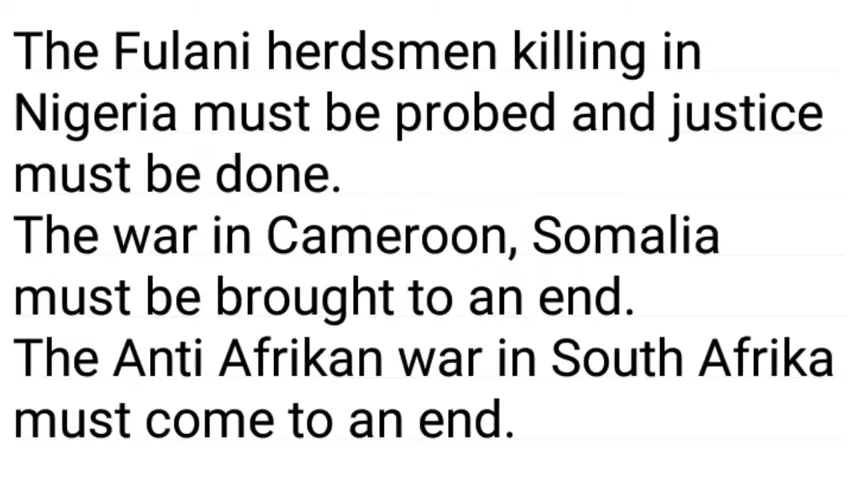 The Fulani herdsmen killing in
Nigeria must be probed and justice
must be done.
The war in Cameroon, Somalia
must be brought to an end.
The Anti Afrikan war in South Afrika
must come to an end.